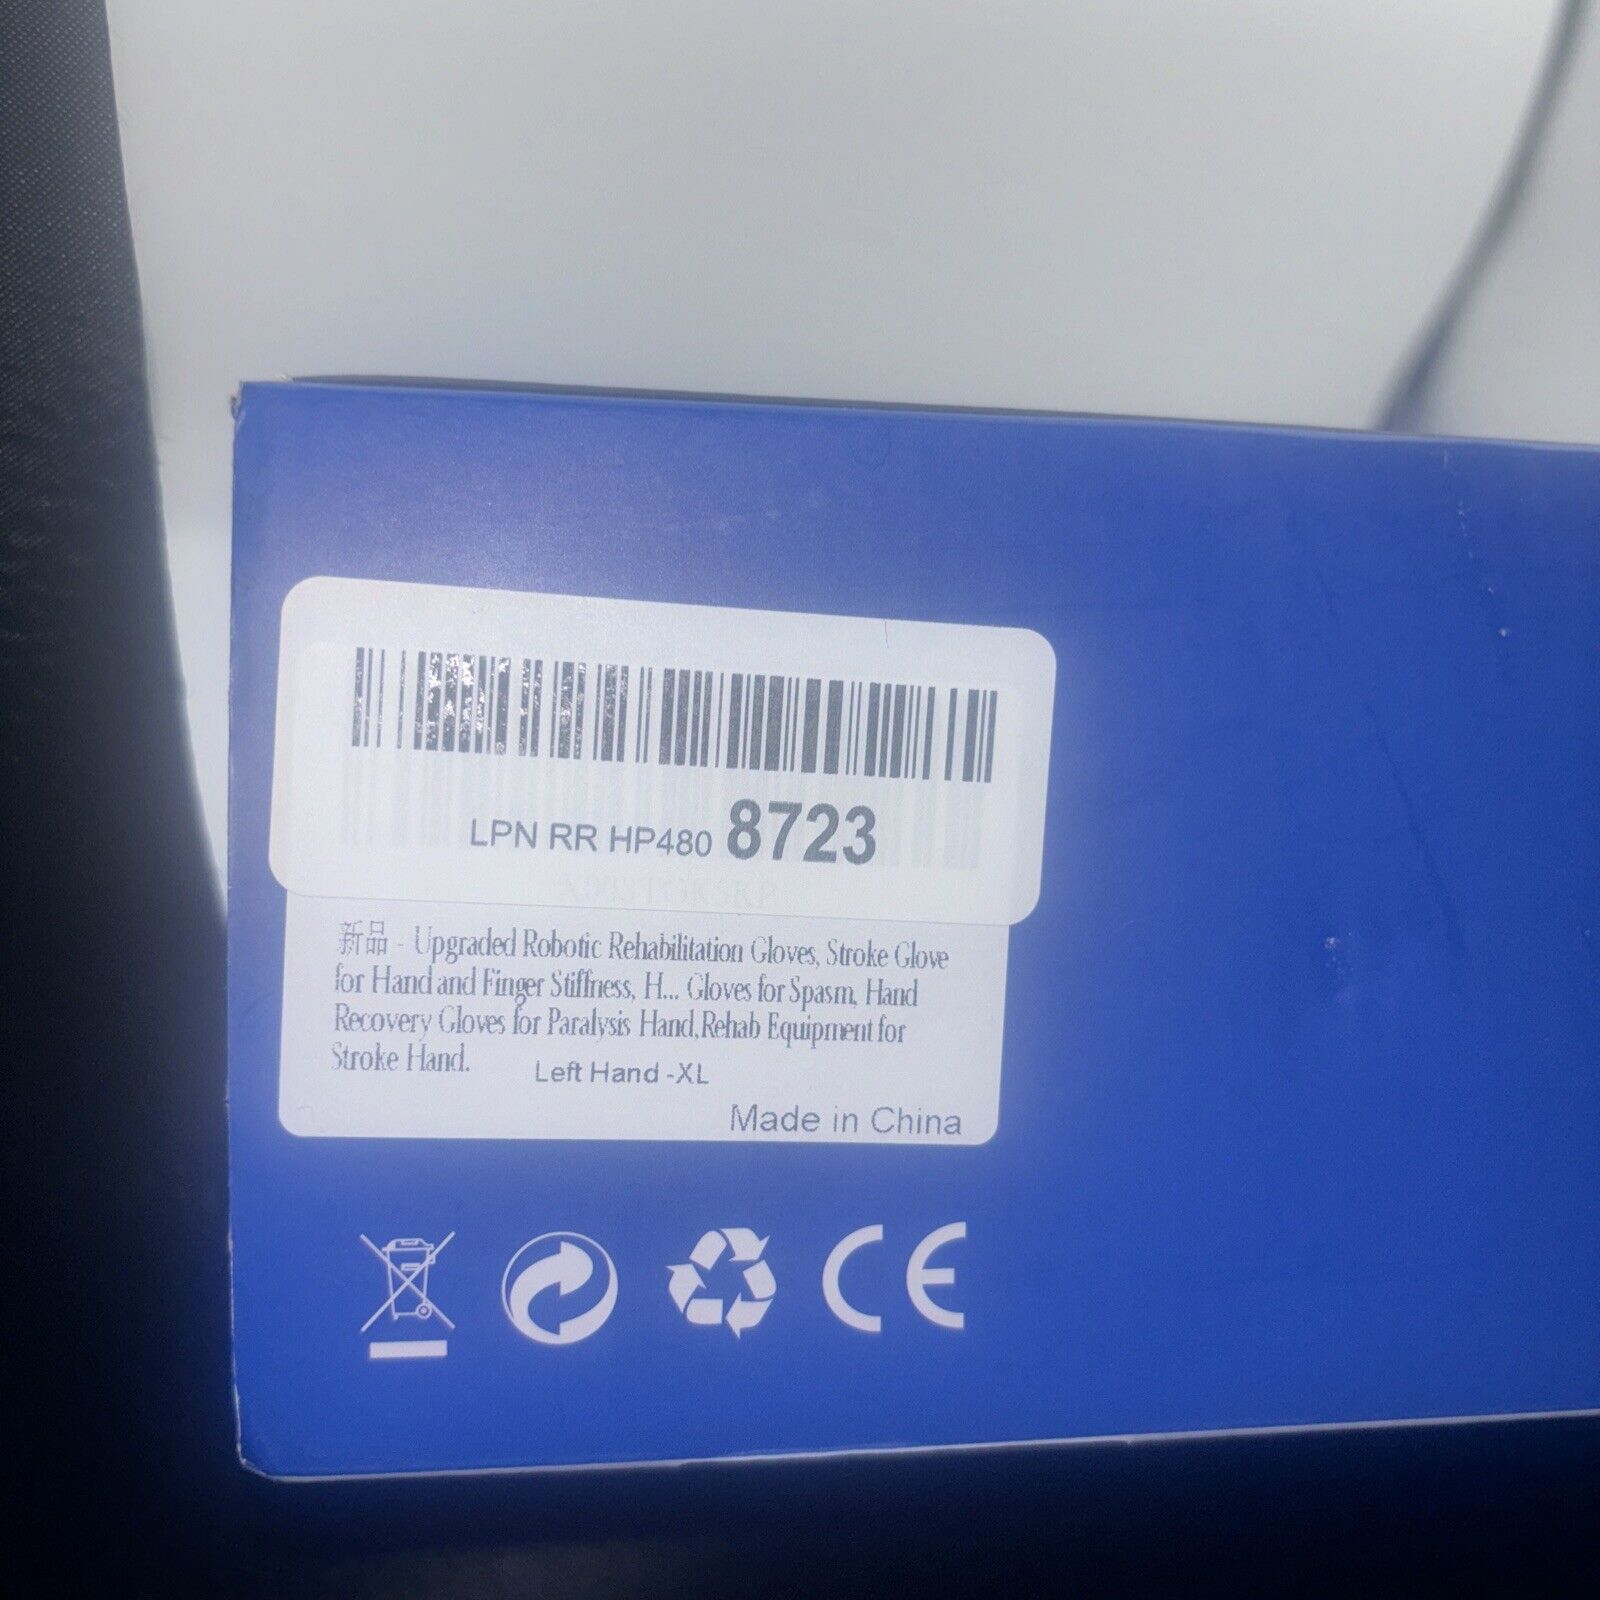 LPN RR HP480 8723
新品 - Upgraded Robotic Rehabilitation Gloves, Stroke Glove
for Hand and Finger Stiffness, H... Gloves for Spasm, Hand
Recovery Gloves for Paralysis Hand,Rehab Equipment for
Stroke Hand.
Left Hand -XL
Made in China
CE